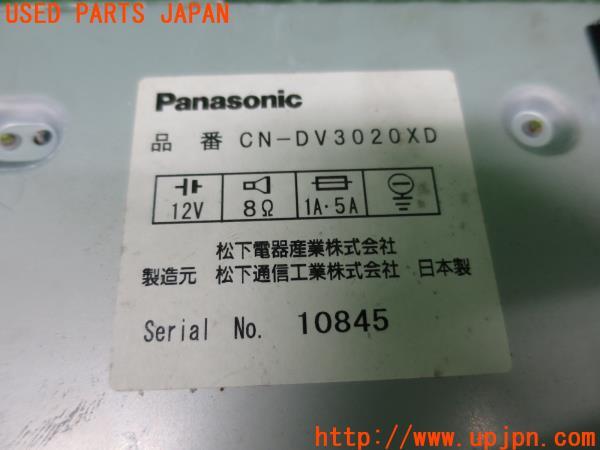 USED PARTS JAPAN
Panasonic
品 番 CN-DV3020XD
12V 8Ω 1A・5A
松下電器産業株式会社
製造元 松下通信工業株式会社 日本製
Serial No. 10845
http://www.upjpn.com/